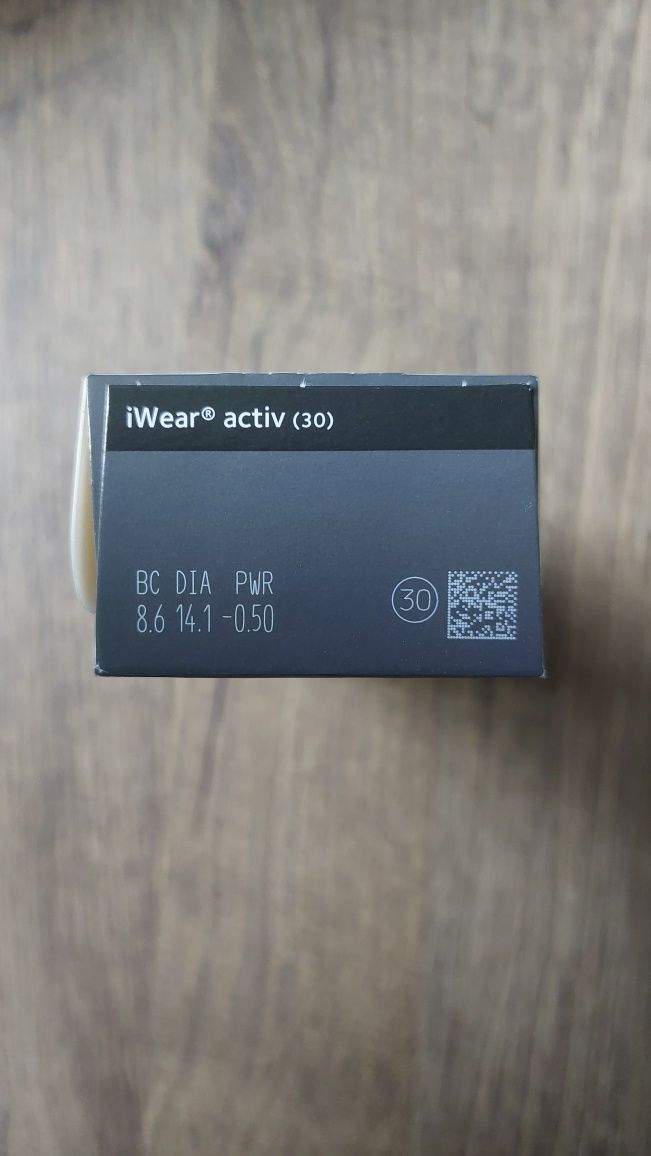 iWear® activ (30)
BC DIA PWR
8.6 14.1 -0.50
30